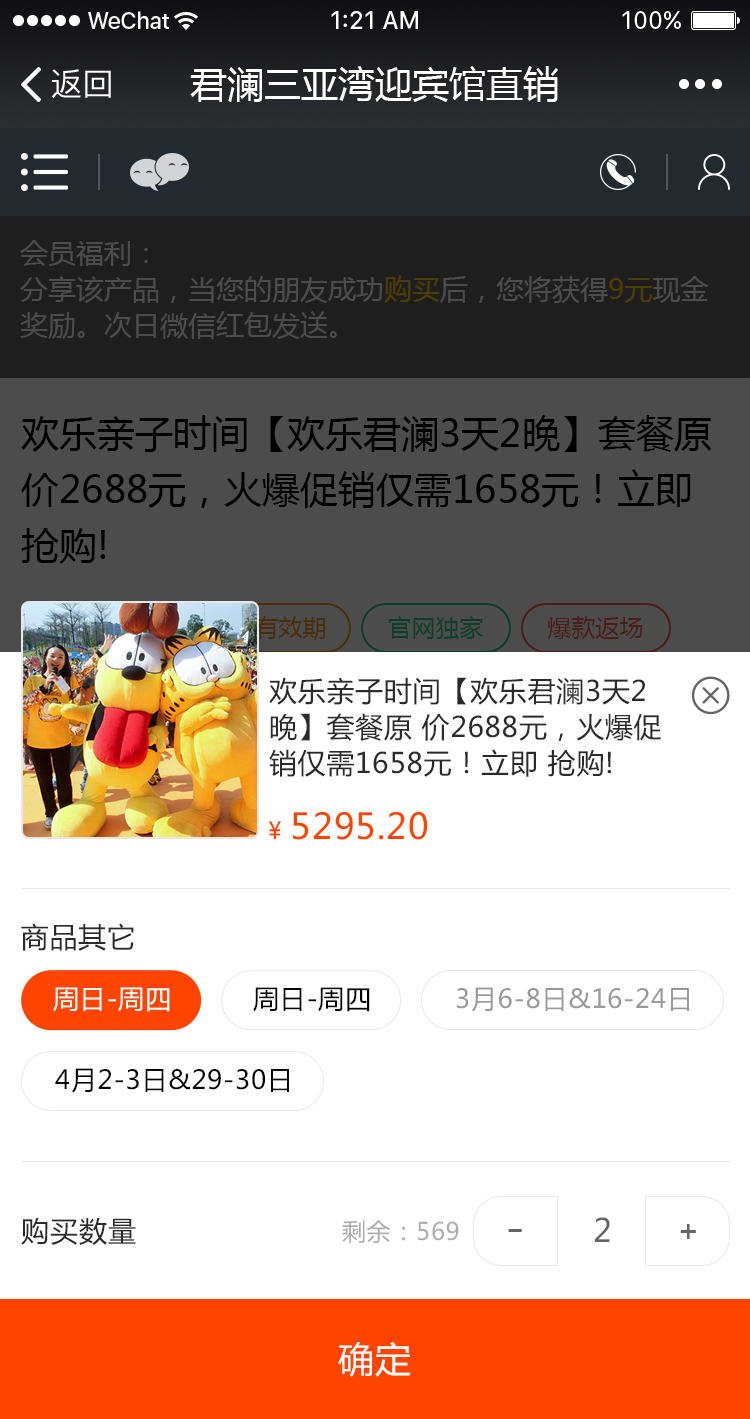 WeChat 1:21 AM 100%
返回 君澜三亚湾迎宾馆直销
会员福利：
分享该产品，当您的朋友成功购买后，您将获得9元现金
奖励。次日微信红包发送。
欢乐亲子时间【欢乐君澜3天2晚】套餐原
价2688元，火爆促销仅需1658元！立即
抢购!
有效期 官网独家 爆款返场
欢乐亲子时间【欢乐君澜3天2
晚】套餐原 价2688元，火爆促
销仅需1658元！立即 抢购!
¥ 5295.20
商品其它
周日-周四 周日-周四 3月6-8日&16-24日
4月2-3日&29-30日
购买数量 剩余：569 - 2 +
确定